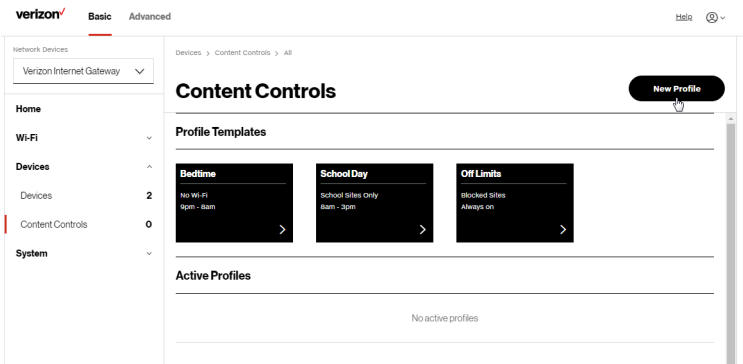 verizon Basic Advanced Help
Network Devices
Verizon Internet Gateway
Home
Wi-Fi
Devices
Devices 2
Content Controls 0
System
Devices > Content Controls > All
Content Controls
New Profile
Profile Templates
Bedtime
No Wi-Fi
9pm - 8am
School Day
School Sites Only
8am - 3pm
Off Limits
Blocked Sites
Always on
Active Profiles
No active profiles